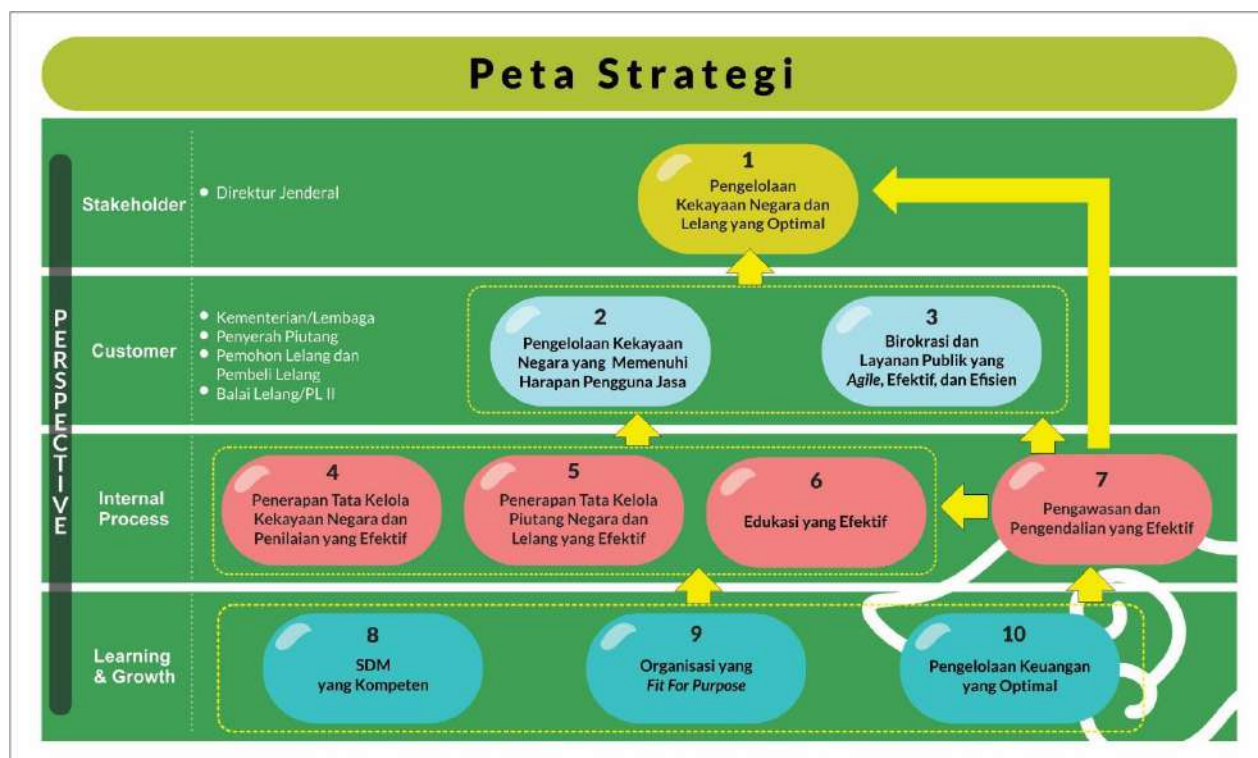 Peta Strategi
PERSPECTIVE
Stakeholder
• Direktur Jenderal
1
Pengelolaan
Kekayaan Negara dan
Lelang yang Optimal
Customer
• Kementerian/Lembaga
• Penyerah Piutang
• Pemohon Lelang dan
Pembeli Lelang
• Balai Lelang/PL II
2
Pengelolaan Kekayaan
Negara yang Memenuhi
Harapan Pengguna Jasa
3
Birokrasi dan
Layanan Publik yang
Agile, Efektif, dan Efisien
Internal
Process
4
Penerapan Tata Kelola
Kekayaan Negara dan
Penilaian yang Efektif
5
Penerapan Tata Kelola
Piutang Negara dan
Lelang yang Efektif
6
Edukasi yang Efektif
7
Pengawasan dan
Pengendalian yang Efektif
Learning
& Growth
8
SDM
yang Kompeten
9
Organisasi yang
Fit For Purpose
10
Pengelolaan Keuangan
yang Optimal